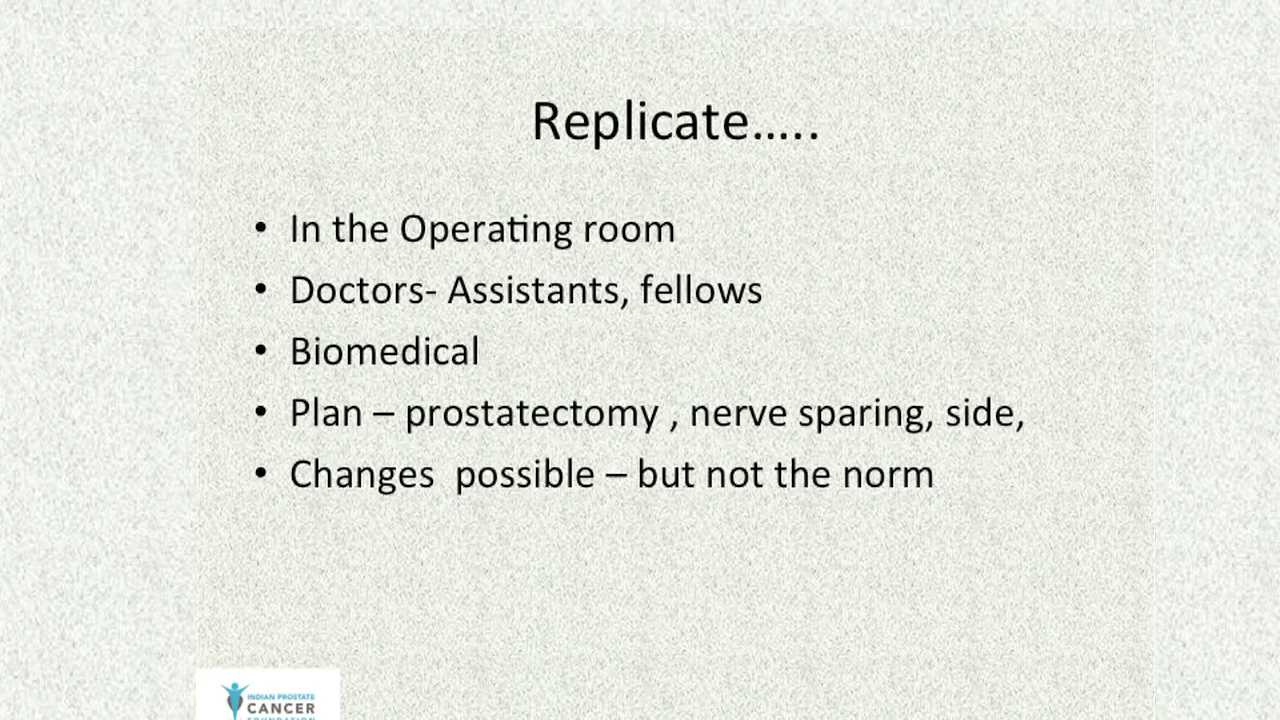 Replicate…..
• In the Operating room
• Doctors- Assistants, fellows
• Biomedical
• Plan – prostatectomy , nerve sparing, side,
• Changes  possible – but not the norm
INDIAN PROSTATE
CANCER
FOUNDATION